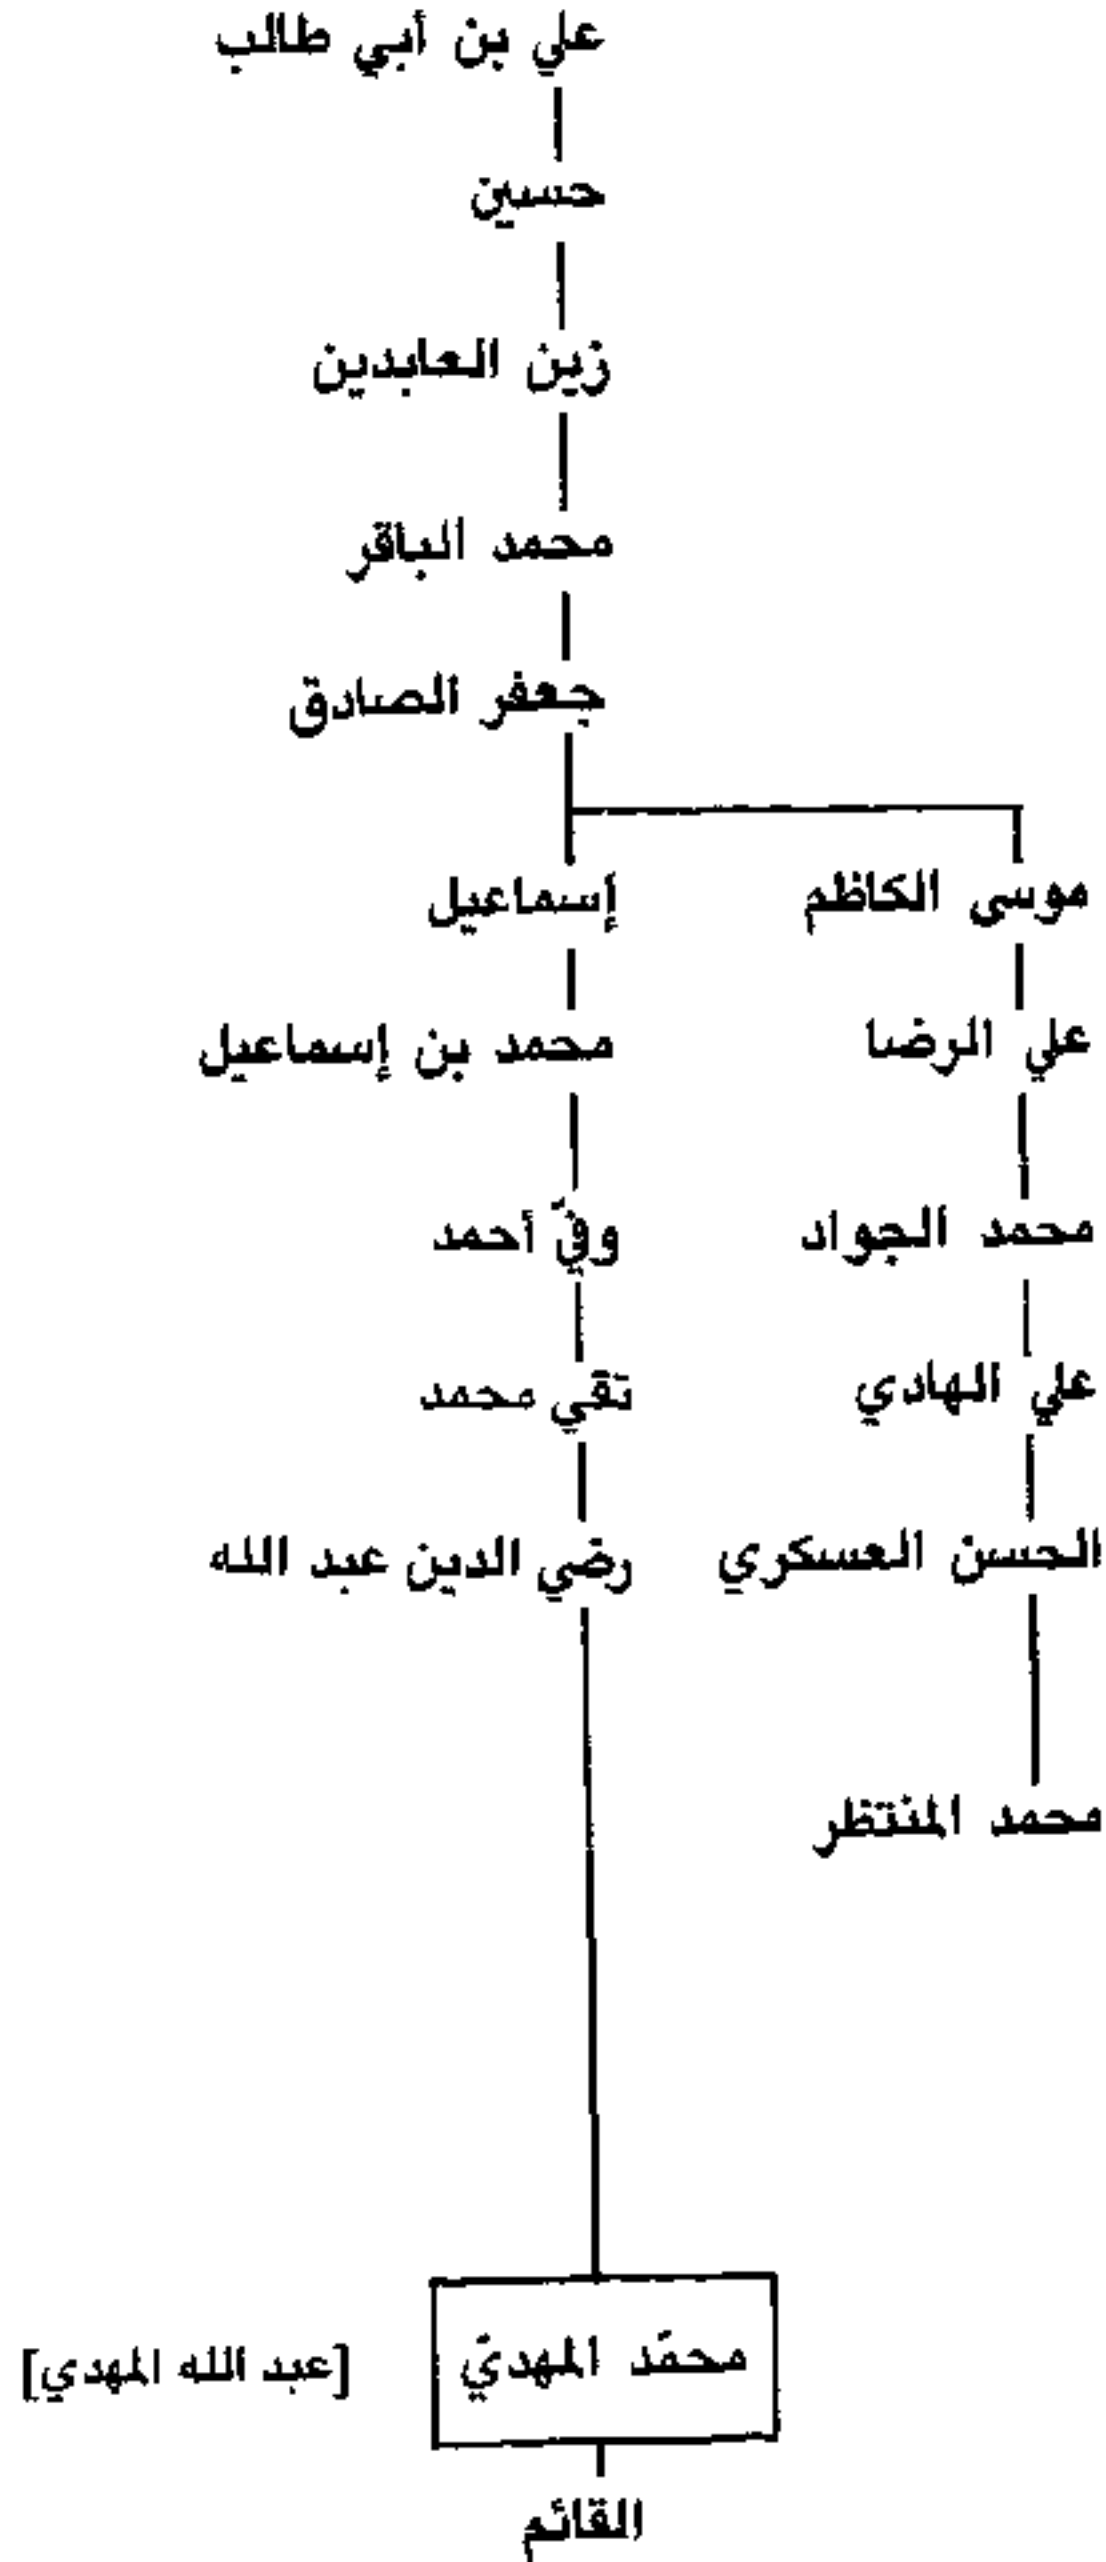 علي بن أبي طالب
حسين
زين العابدين
محمد الباقر
جعفر الصادق
موسى الكاظم
إسماعيل
علي الرضا
محمد بن إسماعيل
محمد الجواد
وفيّ أحمد
علي الهادي
تقي محمد
الحسن العسكري
رضي الدين عبد الله
محمد المنتظر
محمّد المهديّ
[عبد الله المهدي]
القائم